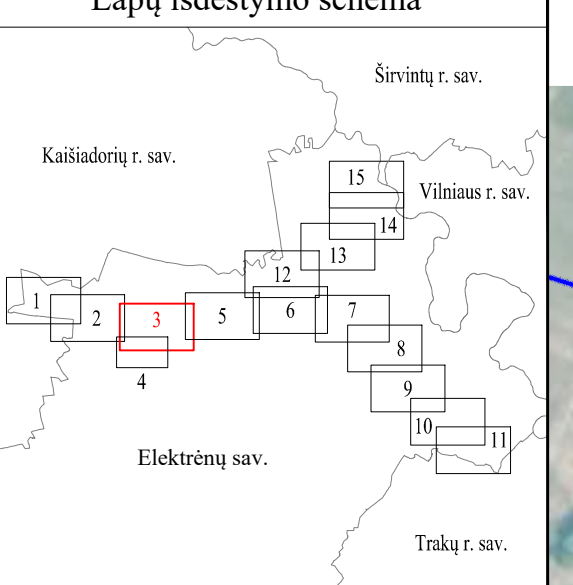 Lapų išdėstymo schema
Širvintų r. sav.
Kaišiadorių r. sav.
15
Vilniaus r. sav.
14
13
12
1
2
3
5
6
7
8
4
9
10
11
Elektrėnų sav.
Trakų r. sav.